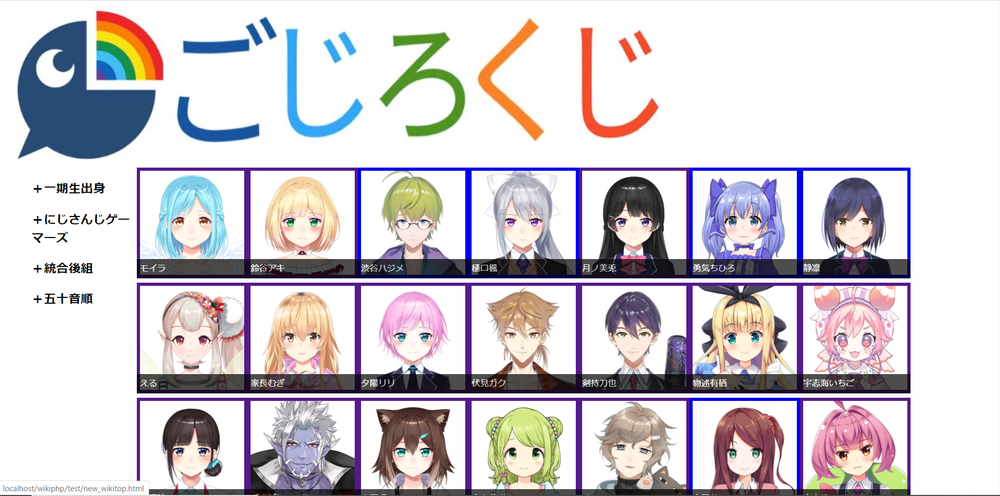 ごじろくじ
＋一期生出身
＋にじさんじゲー
マーズ
＋統合後組
＋五十音順
モイラ
鈴谷アキ
渋谷ハジメ
樋口楓
月ノ美兎
勇気ちひろ
静凛
える
家長むぎ
夕陽リリ
伏見ガク
剣持刀也
物述有栖
宇志海いちご
localhost/wikiphp/test/new_wikitop.html